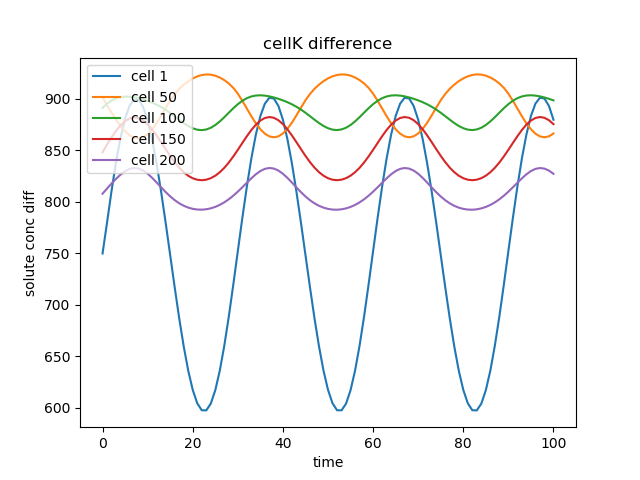 cellK difference
cell 1
cell 50
cell 100
cell 150
cell 200
solute conc diff
900
850
800
750
700
650
600
0 20 40 60 80 100
time